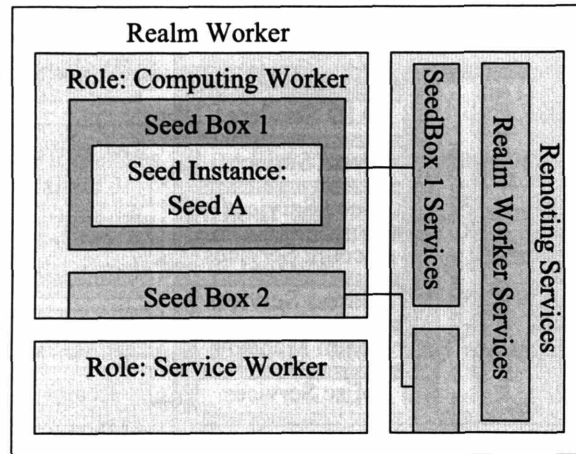 Realm Worker
Role: Computing Worker
Seed Box 1
Seed Instance:
Seed A
Seed Box 2
Role: Service Worker
SeedBox 1 Services
Realm Worker Services
Remoting Services